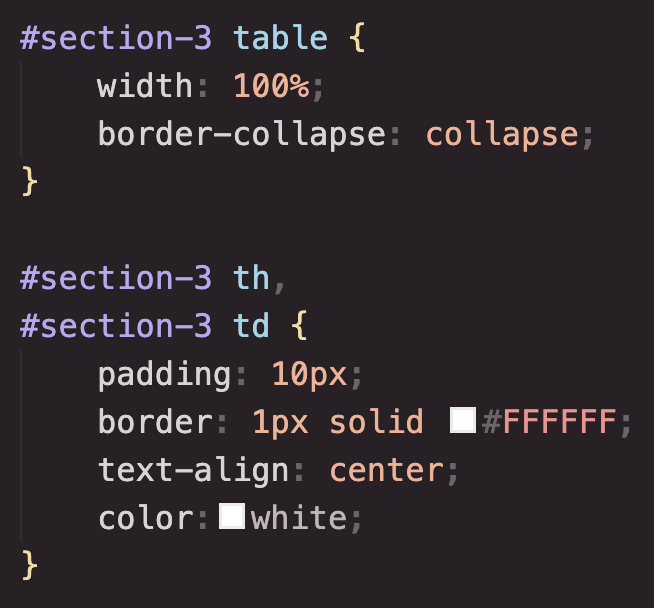 #section-3 table {
    width: 100%;
    border-collapse: collapse;
}

#section-3 th,
#section-3 td {
    padding: 10px;
    border: 1px solid #FFFFFF;
    text-align: center;
    color:white;
}